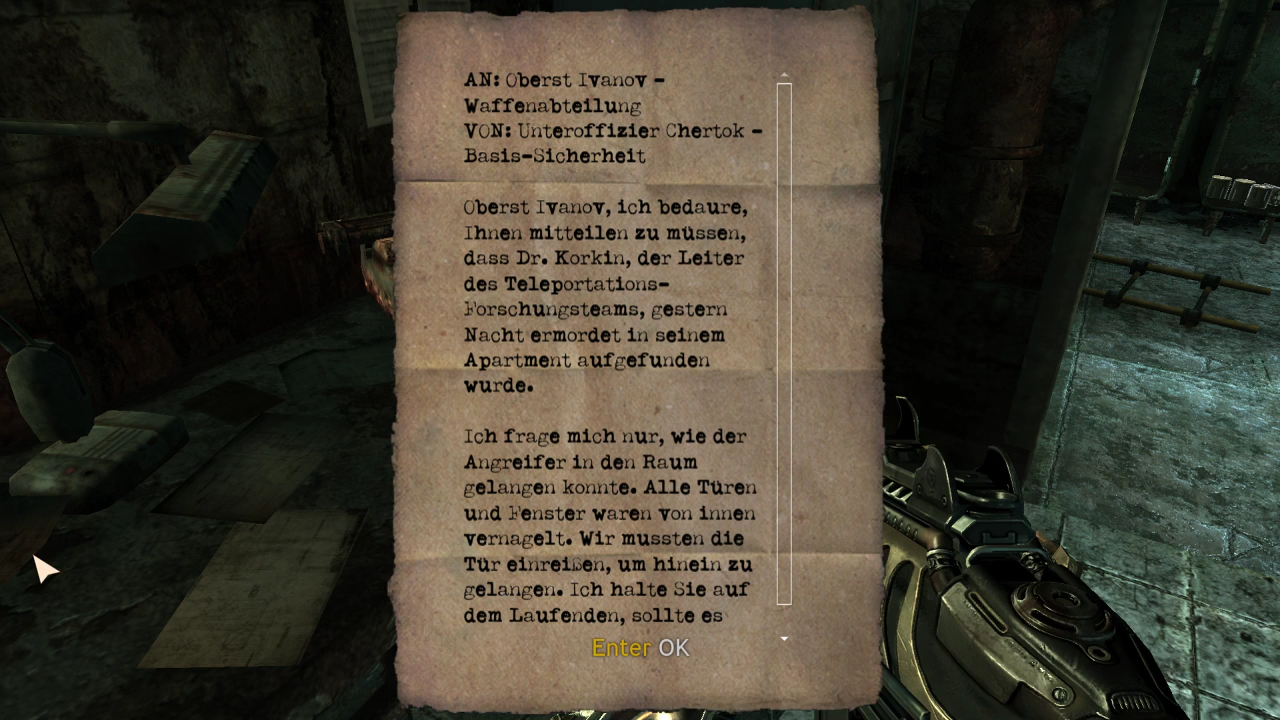 AN: Oberst Ivanov -
Waffenabteilung
VON: Unteroffizier Chertok -
Basis-Sicherheit
Oberst Ivanov, ich bedaure,
Ihnen mitteilen zu müssen,
dass Dr. Korkin, der Leiter
des Teleportations-
Forschungsteams, gestern
Nacht ermordet in seinem
Apartment aufgefunden
wurde.
Ich frage mich nur, wie der
Angreifer in den Raum
gelangen konnte. Alle Türen
und Fenster waren von innen
vernagelt. Wir mussten die
Tür einreißen, um hinein zu
gelangen. Ich halte Sie auf
dem Laufenden, sollte es
Enter OK